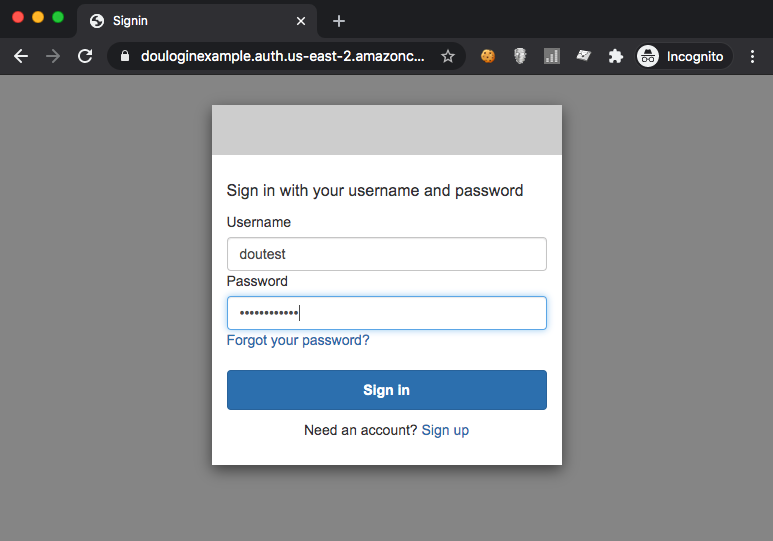 Signin
douloginexample.auth.us-east-2.amazonc...
Incognito
Sign in with your username and password
Username
doutest
Password
••••••••••••
Forgot your password?
Sign in
Need an account? Sign up